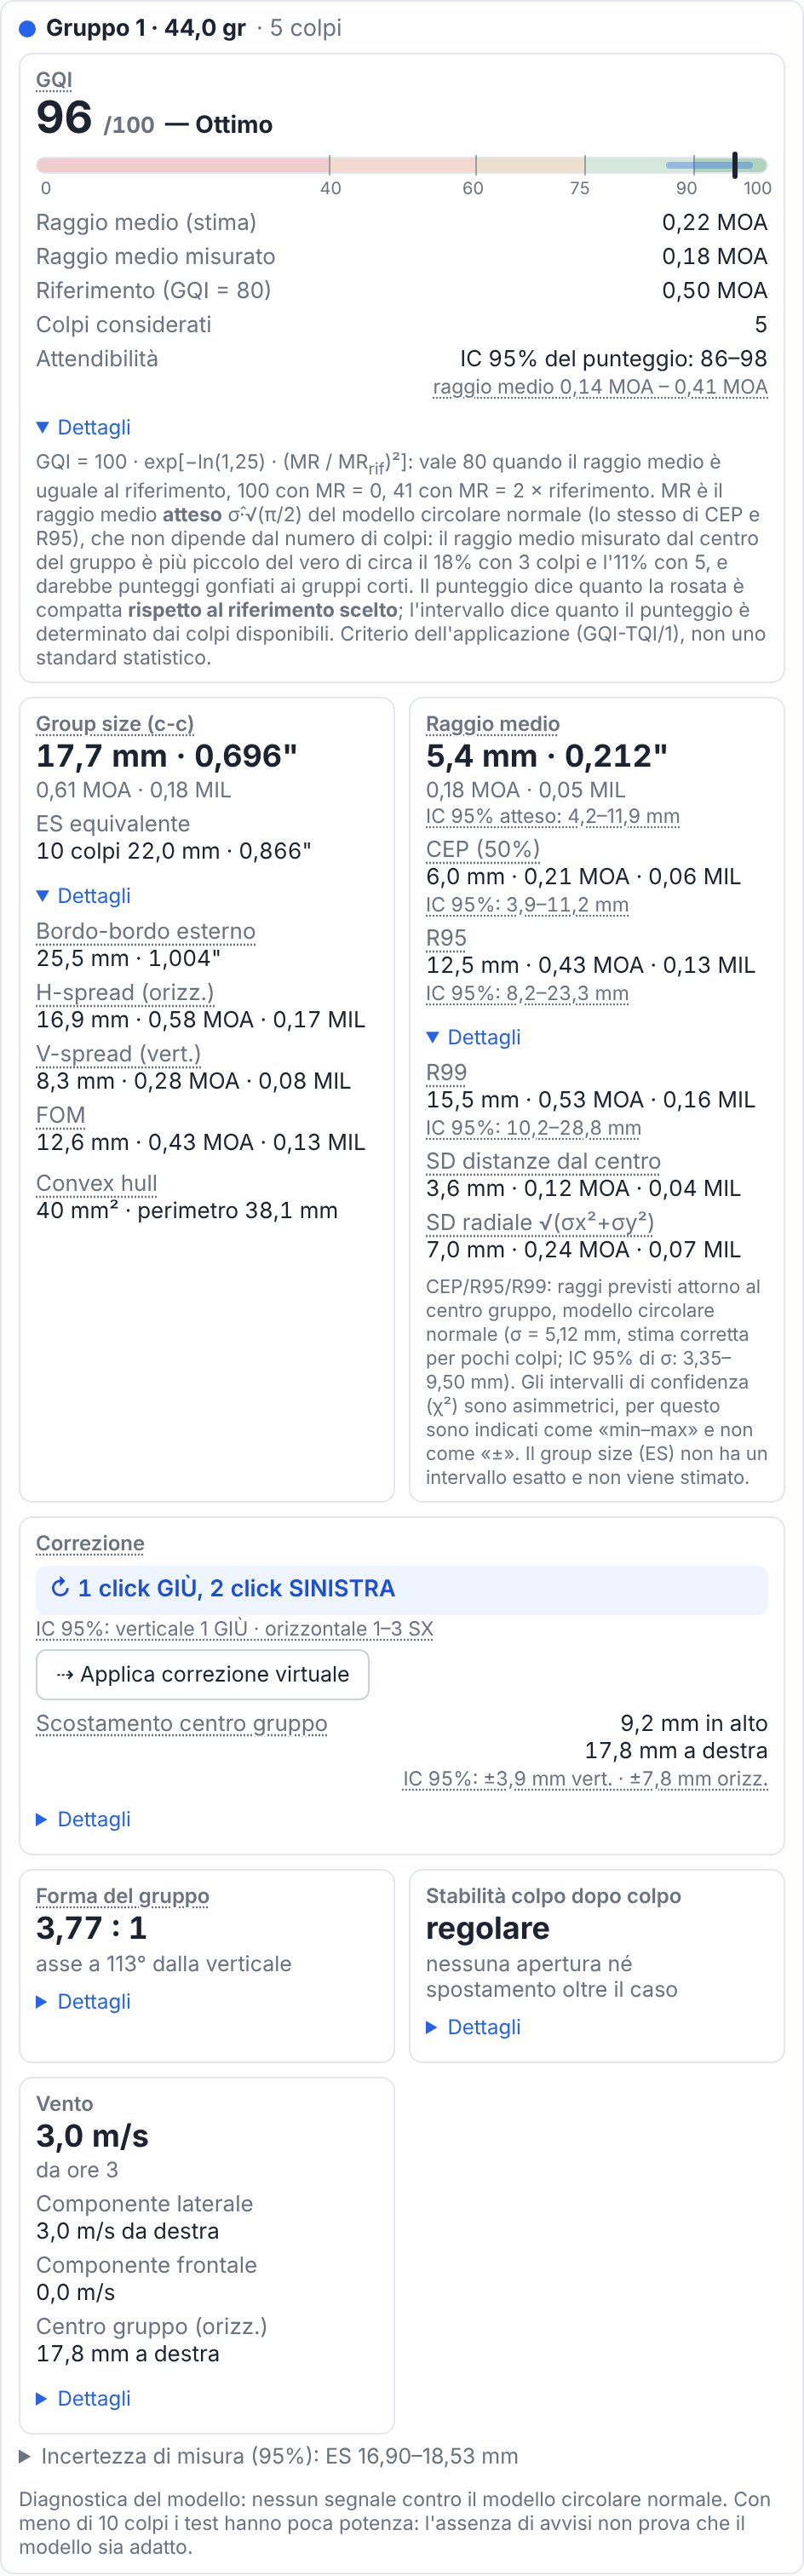 Gruppo 1 · 44,0 gr · 5 colpi
GQI
96 /100 — Ottimo
0 40 60 75 90 100
Raggio medio (stima) 0,22 MOA
Raggio medio misurato 0,18 MOA
Riferimento (GQI = 80) 0,50 MOA
Colpi considerati 5
Attendibilità IC 95% del punteggio: 86–98
raggio medio 0,14 MOA – 0,41 MOA
▼ Dettagli
GQI = 100 · exp[−ln(1,25) · (MR / MRrif)²]: vale 80 quando il raggio medio è
uguale al riferimento, 100 con MR = 0, 41 con MR = 2 × riferimento. MR è il
raggio medio atteso σ̂·√(π/2) del modello circolare normale (lo stesso di CEP e
R95), che non dipende dal numero di colpi: il raggio medio misurato dal centro
del gruppo è più piccolo del vero di circa il 18% con 3 colpi e l'11% con 5, e
darebbe punteggi gonfiati ai gruppi corti. Il punteggio dice quanto la rosata è
compatta rispetto al riferimento scelto; l'intervallo dice quanto il punteggio è
determinato dai colpi disponibili. Criterio dell'applicazione (GQI-TQI/1), non uno
standard statistico.
Group size (c-c)
17,7 mm · 0,696"
0,61 MOA · 0,18 MIL
ES equivalente
10 colpi 22,0 mm · 0,866"
▼ Dettagli
Bordo-bordo esterno
25,5 mm · 1,004"
H-spread (orizz.)
16,9 mm · 0,58 MOA · 0,17 MIL
V-spread (vert.)
8,3 mm · 0,28 MOA · 0,08 MIL
FOM
12,6 mm · 0,43 MOA · 0,13 MIL
Convex hull
40 mm² · perimetro 38,1 mm
Raggio medio
5,4 mm · 0,212"
0,18 MOA · 0,05 MIL
IC 95% atteso: 4,2–11,9 mm
CEP (50%)
6,0 mm · 0,21 MOA · 0,06 MIL
IC 95%: 3,9–11,2 mm
R95
12,5 mm · 0,43 MOA · 0,13 MIL
IC 95%: 8,2–23,3 mm
▼ Dettagli
R99
15,5 mm · 0,53 MOA · 0,16 MIL
IC 95%: 10,2–28,8 mm
SD distanze dal centro
3,6 mm · 0,12 MOA · 0,04 MIL
SD radiale √(σx²+σy²)
7,0 mm · 0,24 MOA · 0,07 MIL
CEP/R95/R99: raggi previsti attorno al
centro gruppo, modello circolare
normale (σ = 5,12 mm, stima corretta
per pochi colpi; IC 95% di σ: 3,35–
9,50 mm). Gli intervalli di confidenza
(χ²) sono asimmetrici, per questo
sono indicati come «min–max» e non
come «±». Il group size (ES) non ha un
intervallo esatto e non viene stimato.
Correzione
↻ 1 click GIÙ, 2 click SINISTRA
IC 95%: verticale 1 GIÙ · orizzontale 1–3 SX
⇢ Applica correzione virtuale
Scostamento centro gruppo 9,2 mm in alto
17,8 mm a destra
IC 95%: ±3,9 mm vert. · ±7,8 mm orizz.
▶ Dettagli
Forma del gruppo
3,77 : 1
asse a 113° dalla verticale
▶ Dettagli
Stabilità colpo dopo colpo
regolare
nessuna apertura né
spostamento oltre il caso
▶ Dettagli
Vento
3,0 m/s
da ore 3
Componente laterale
3,0 m/s da destra
Componente frontale
0,0 m/s
Centro gruppo (orizz.)
17,8 mm a destra
▶ Dettagli
▶ Incertezza di misura (95%): ES 16,90–18,53 mm
Diagnostica del modello: nessun segnale contro il modello circolare normale. Con
meno di 10 colpi i test hanno poca potenza: l'assenza di avvisi non prova che il
modello sia adatto.